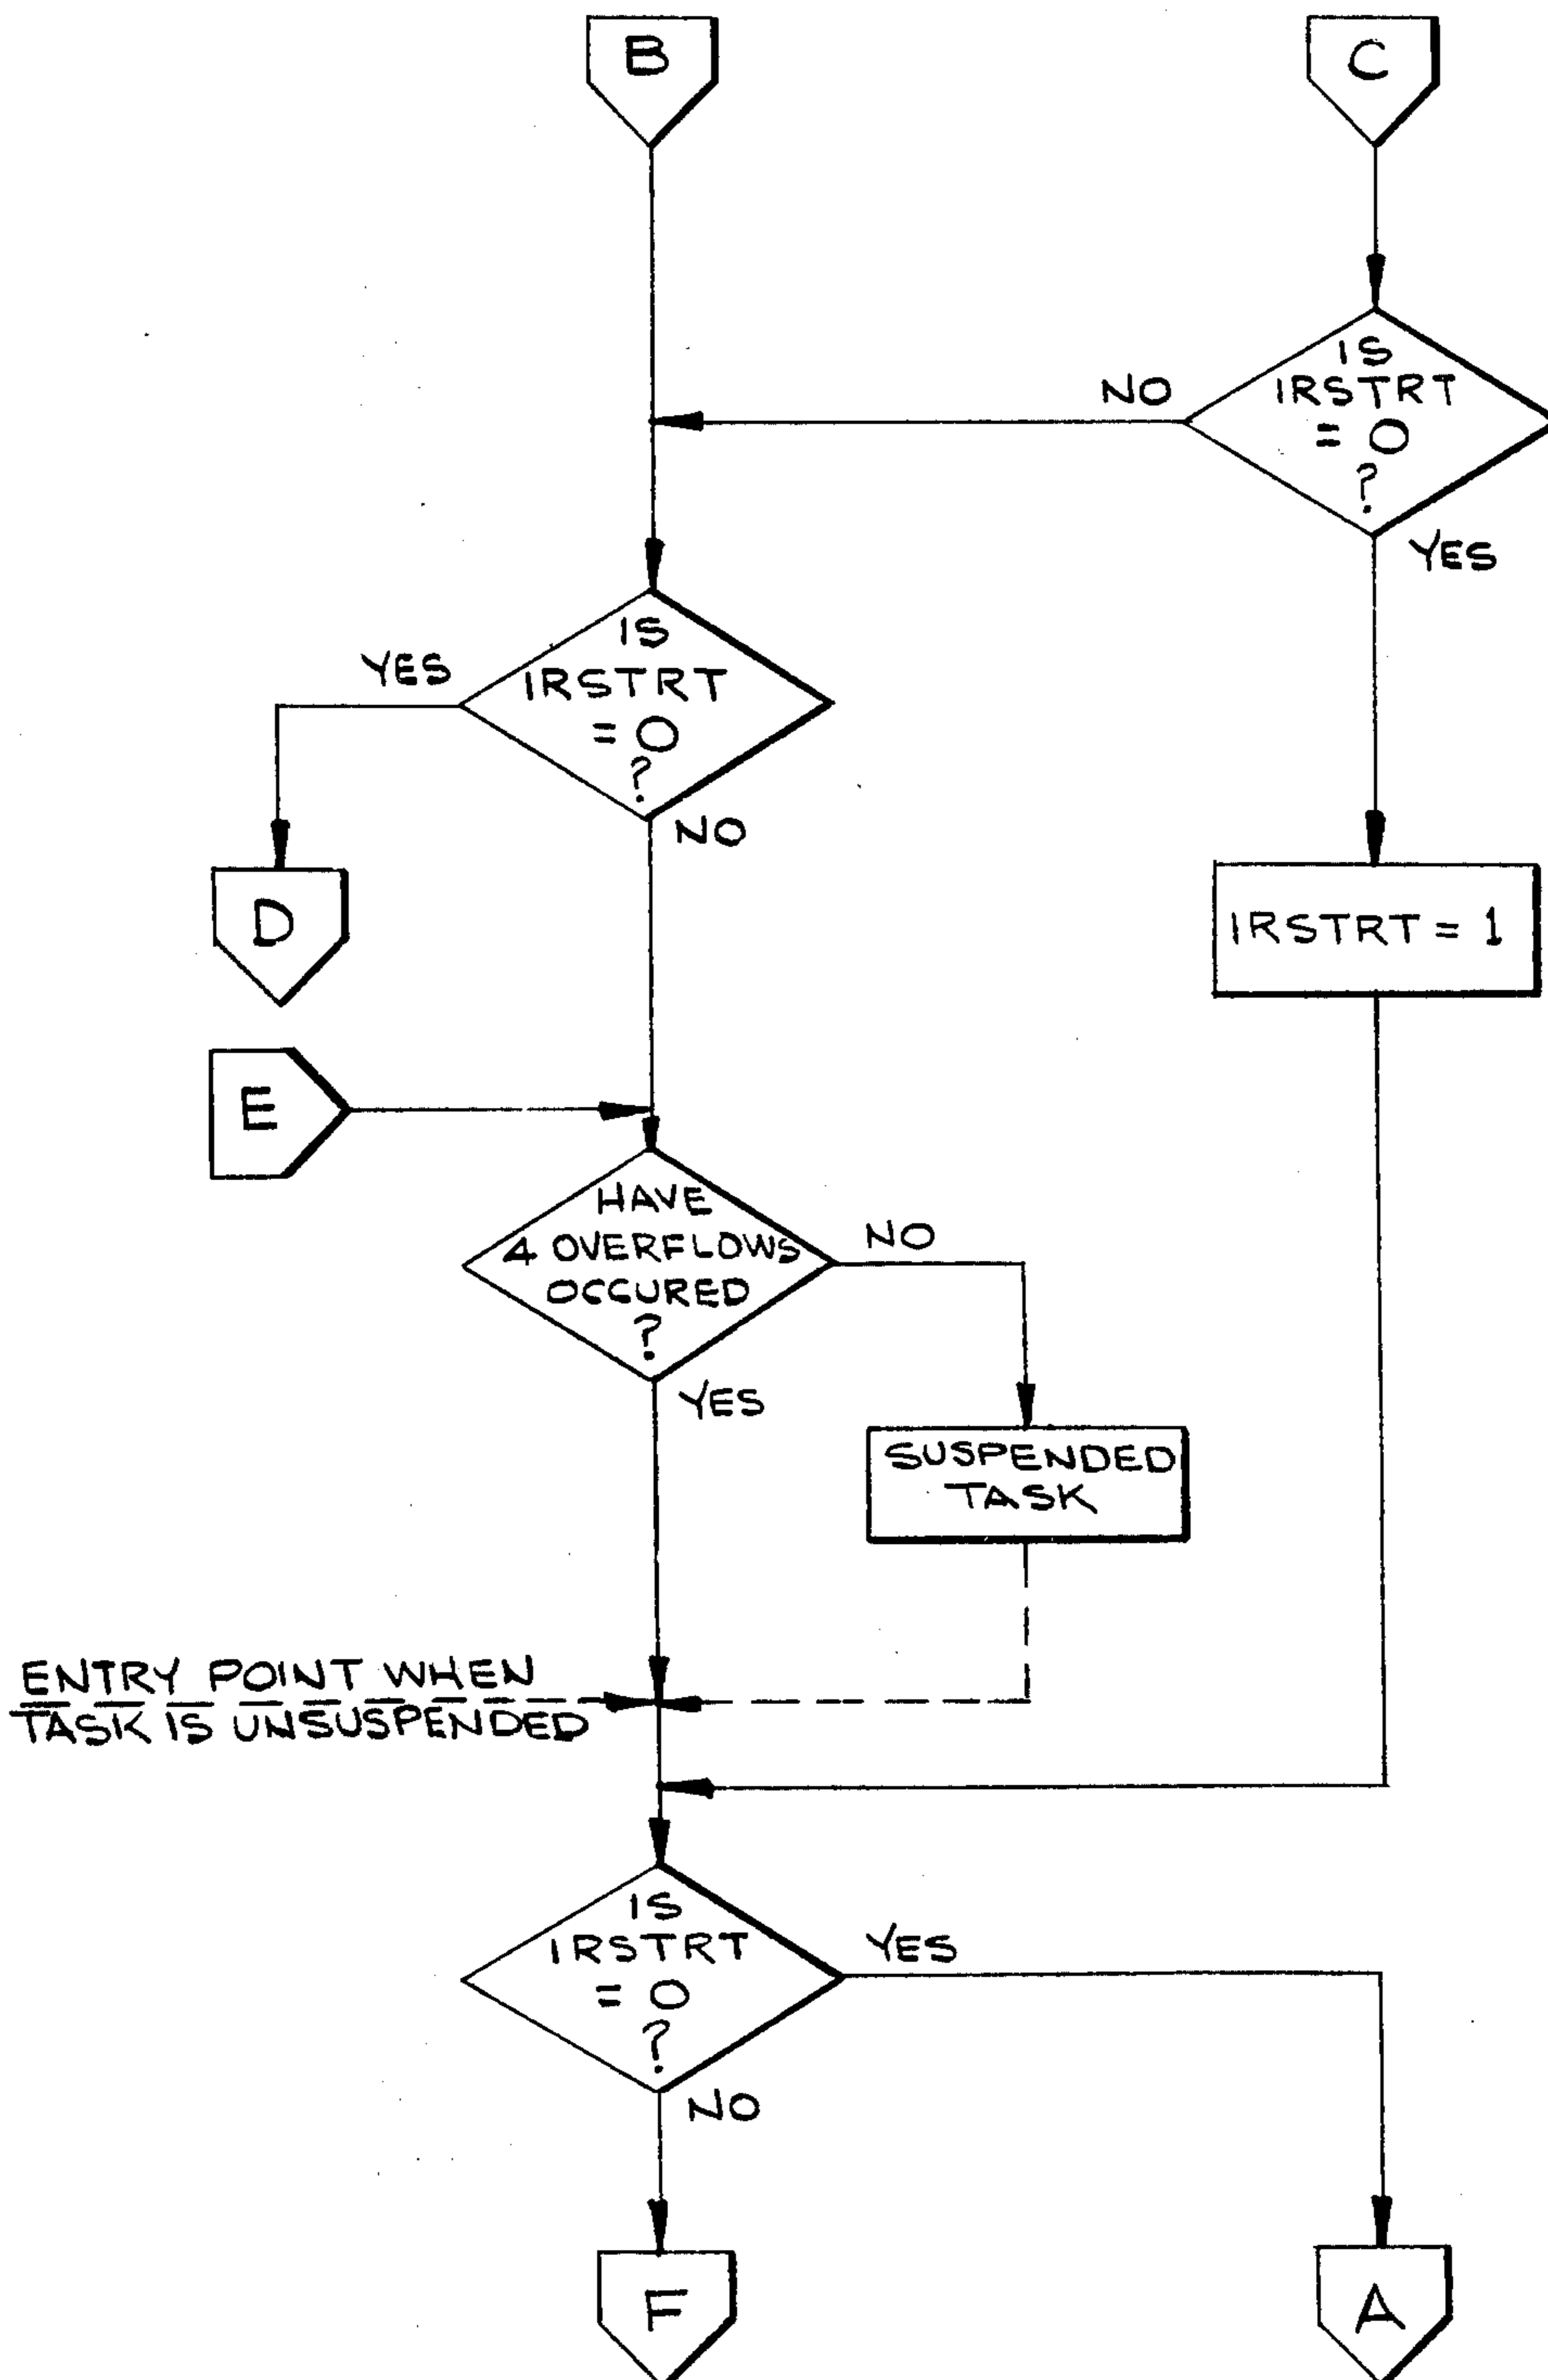 B
C
IS
IRSTRT
= 0
?
NO
YES
IS
IRSTRT
= 0
?
YES
NO
D
IRSTRT = 1
E
HAVE
4 OVERFLOWS
OCCURED
?
NO
YES
SUSPENDED
TASK
ENTRY POINT WHEN
TASK IS UNSUSPENDED
IS
IRSTRT
= 0
?
YES
NO
F
A